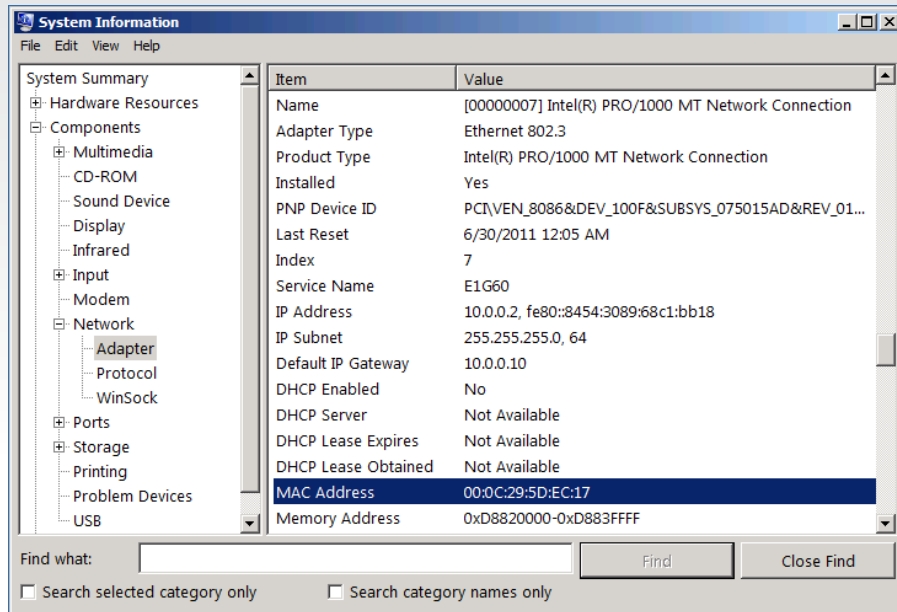 System Information
File Edit View Help
System Summary
Hardware Resources
Components
Multimedia
CD-ROM
Sound Device
Display
Infrared
Input
Modem
Network
Adapter
Protocol
WinSock
Ports
Storage
Printing
Problem Devices
USB
Item Value
Name [00000007] Intel(R) PRO/1000 MT Network Connection
Adapter Type Ethernet 802.3
Product Type Intel(R) PRO/1000 MT Network Connection
Installed Yes
PNP Device ID PCI\VEN_8086&DEV_100F&SUBSYS_075015AD&REV_01...
Last Reset 6/30/2011 12:05 AM
Index 7
Service Name E1G60
IP Address 10.0.0.2, fe80::8454:3089:68c1:bb18
IP Subnet 255.255.255.0, 64
Default IP Gateway 10.0.0.10
DHCP Enabled No
DHCP Server Not Available
DHCP Lease Expires Not Available
DHCP Lease Obtained Not Available
MAC Address 00:0C:29:5D:EC:17
Memory Address 0xD8820000-0xD883FFFF
Find what: Find Close Find
Search selected category only Search category names only